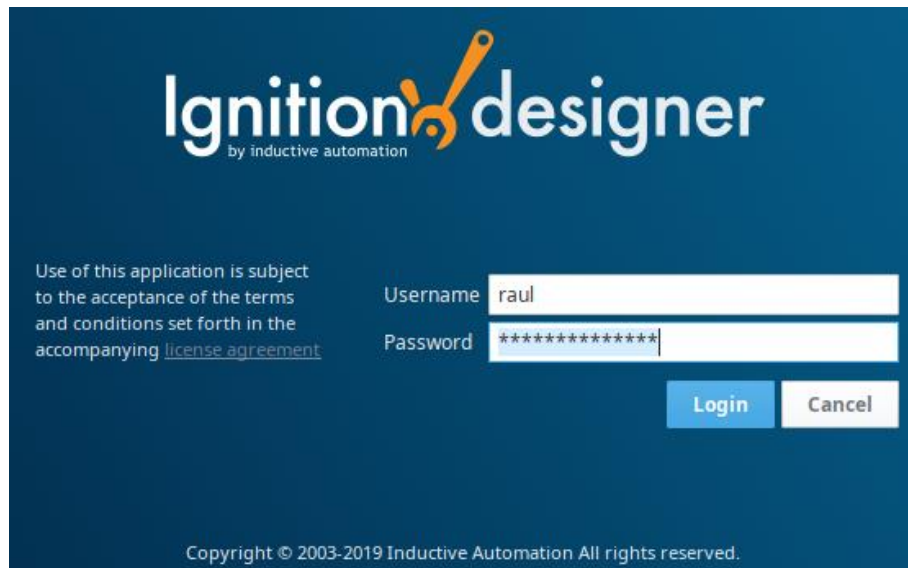 Ignition designer
by inductive automation
Use of this application is subject
to the acceptance of the terms
and conditions set forth in the
accompanying license agreement
Username raul
Password **************
Login Cancel
Copyright © 2003-2019 Inductive Automation All rights reserved.